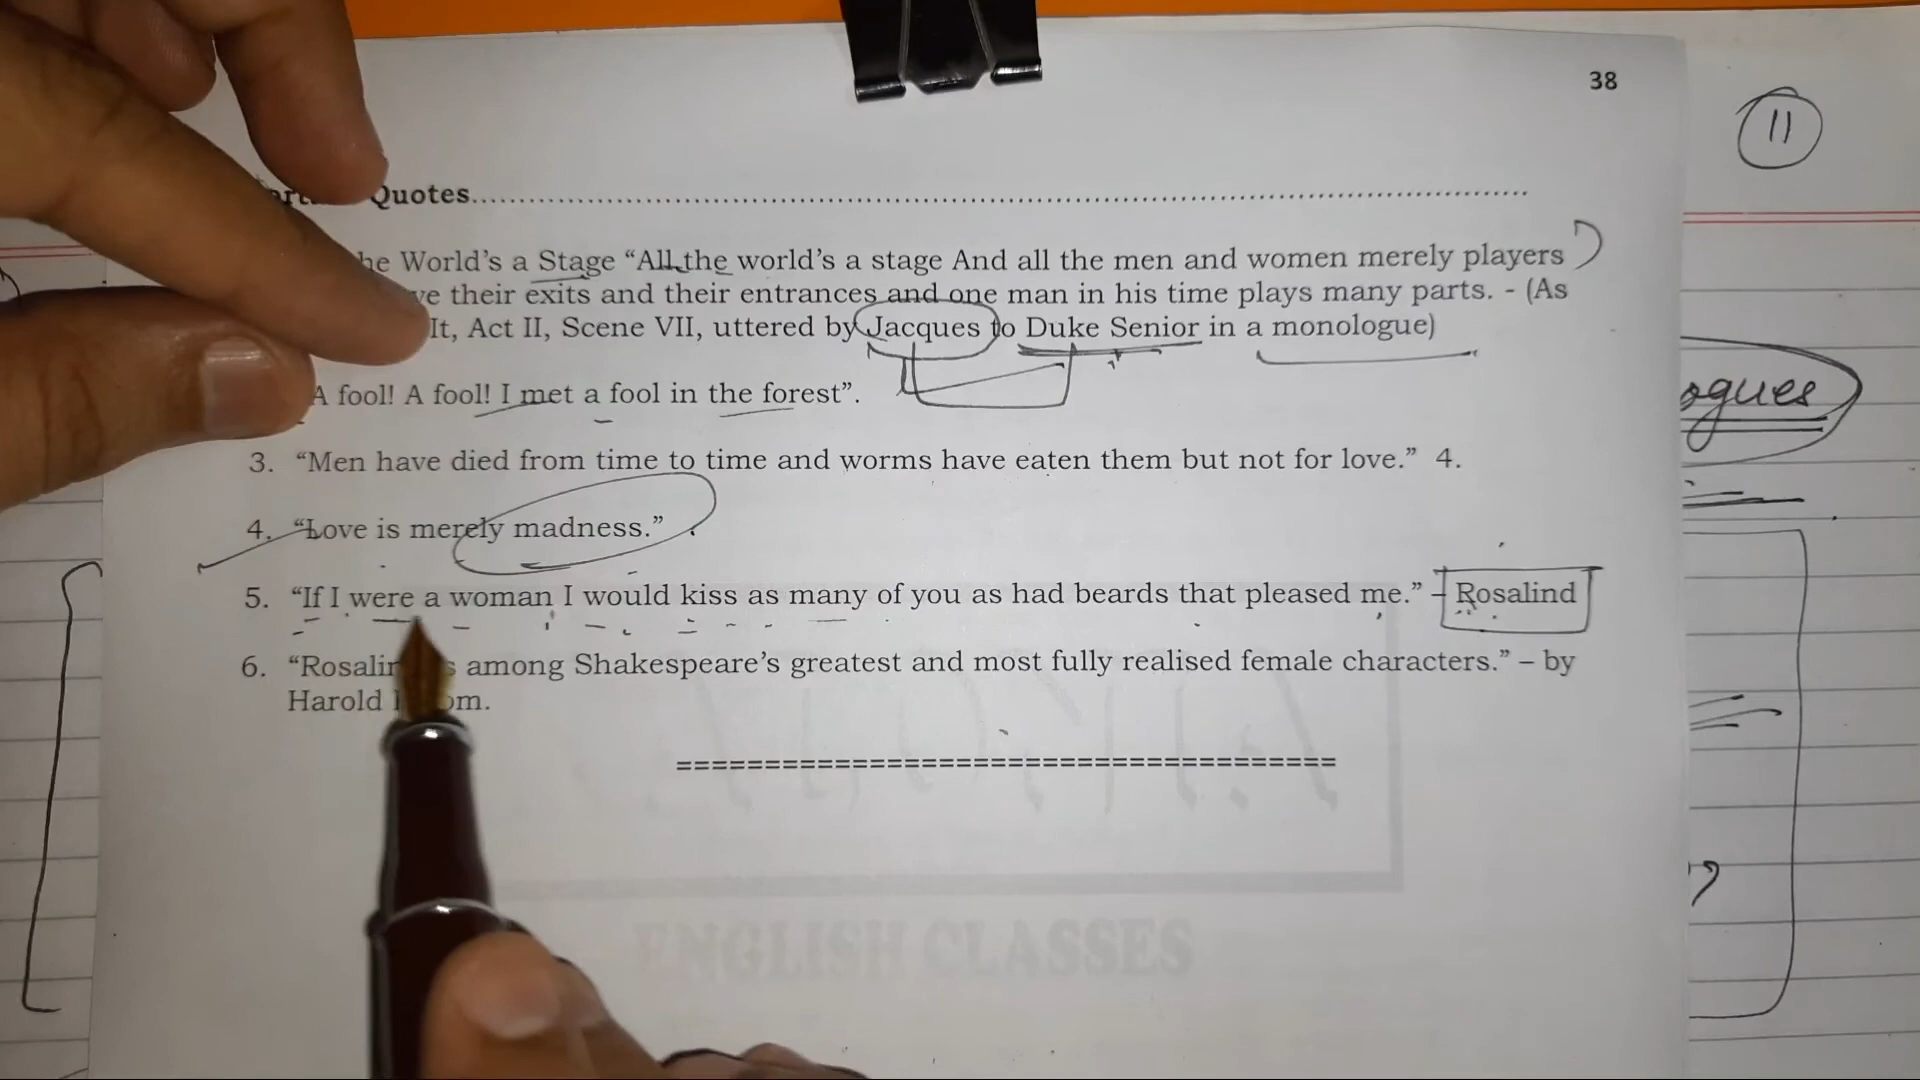 38
11
Quotes................................................................
he World’s a Stage “All the world’s a stage And all the men and women merely players
ve their exits and their entrances and one man in his time plays many parts. - (As
It, Act II, Scene VII, uttered by Jacques to Duke Senior in a monologue)
A fool! A fool! I met a fool in the forest”.
ogues
3. “Men have died from time to time and worms have eaten them but not for love.” 4.
4. “Love is merely madness.”
5. “If I were a woman I would kiss as many of you as had beards that pleased me.” – Rosalind
6. “Rosalin s among Shakespeare’s greatest and most fully realised female characters.” – by
Harold om.
=====================================
ENGLISH CLASSES